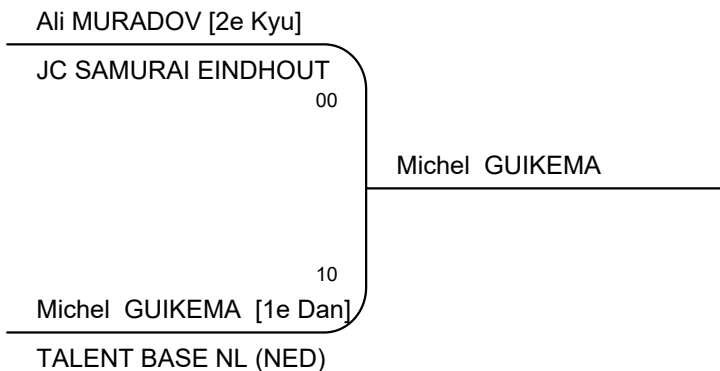 Ali MURADOV [2e Kyu]
JC SAMURAI EINDHOUT
00
Michel GUIKEMA
10
Michel GUIKEMA [1e Dan]
TALENT BASE NL (NED)